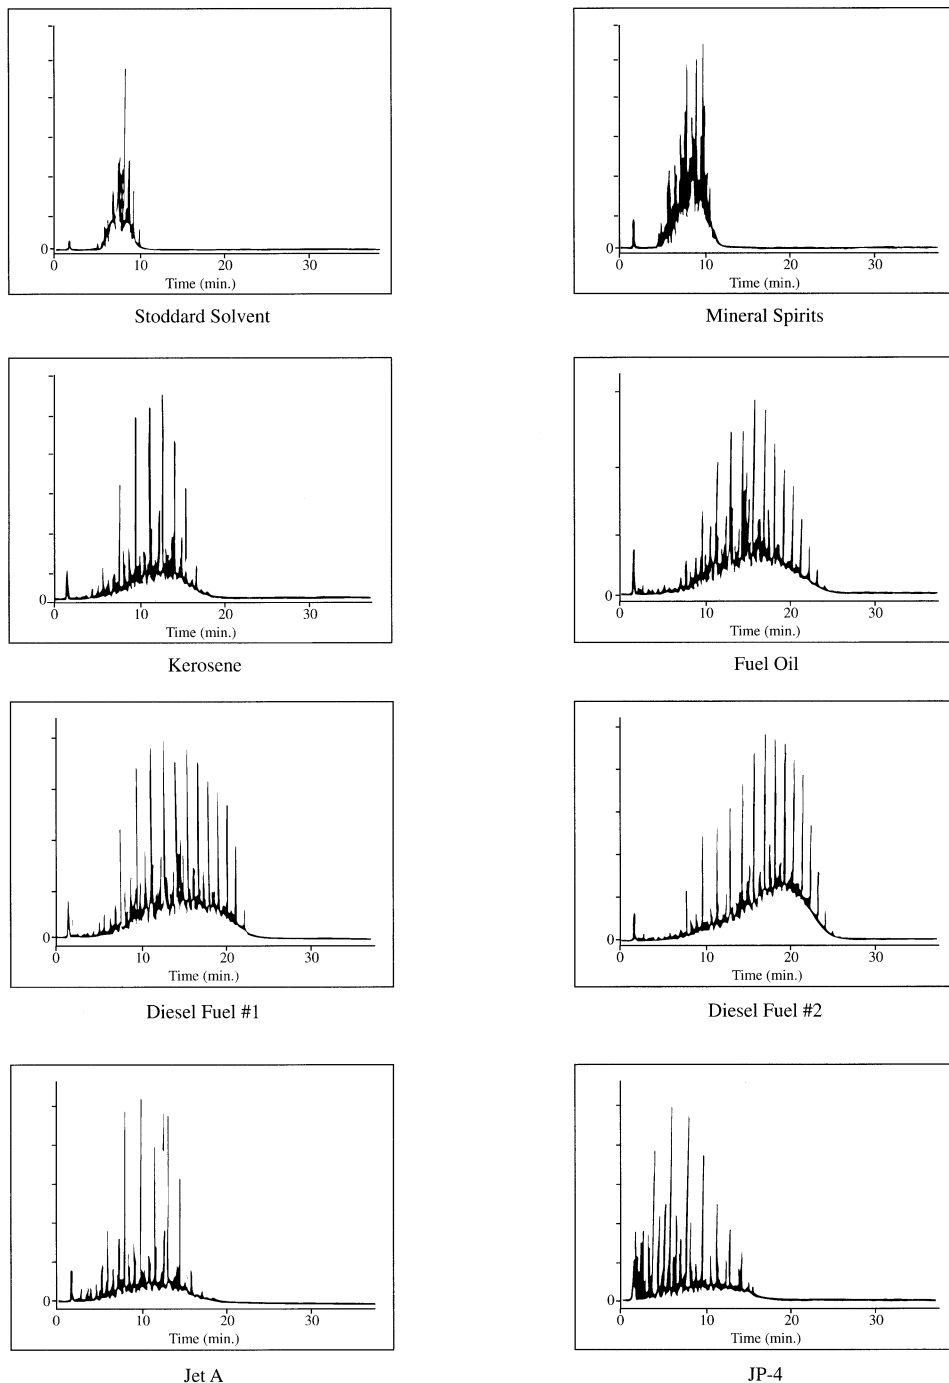 0
0 10 20 30
Time (min.)
Stoddard Solvent
0
0 10 20 30
Time (min.)
Mineral Spirits
0
0 10 20 30
Time (min.)
Kerosene
0
0 10 20 30
Time (min.)
Fuel Oil
0
0 10 20 30
Time (min.)
Diesel Fuel #1
0
0 10 20 30
Time (min.)
Diesel Fuel #2
0
0 10 20 30
Time (min.)
Jet A
0
0 10 20 30
Time (min.)
JP-4